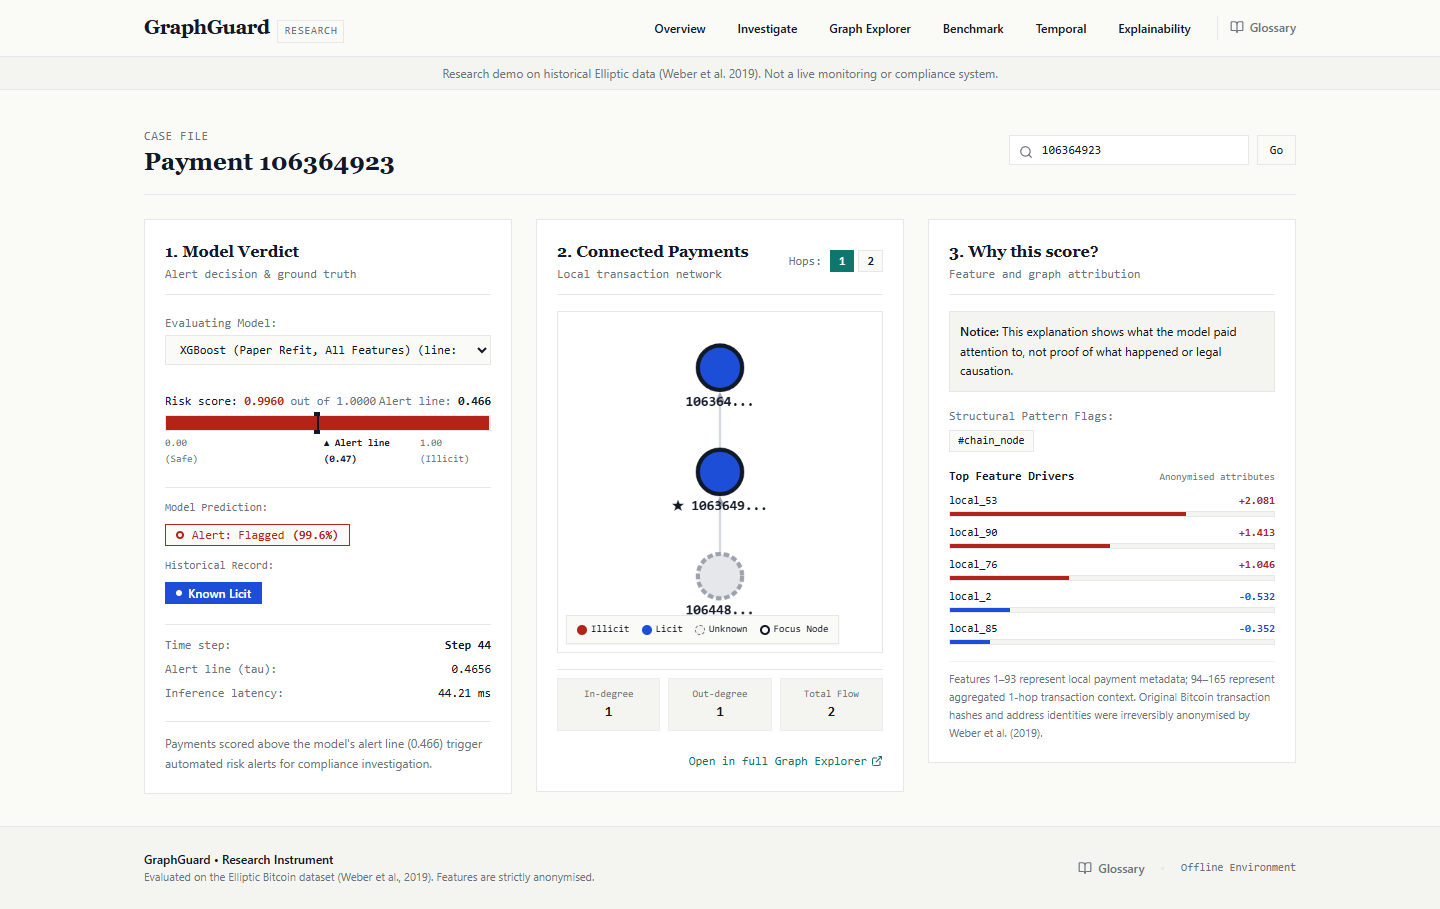 GraphGuard RESEARCH
Overview Investigate Graph Explorer Benchmark Temporal Explainability Glossary
Research demo on historical Elliptic data (Weber et al. 2019). Not a live monitoring or compliance system.
CASE FILE
Payment 106364923
106364923 Go
1. Model Verdict
Alert decision & ground truth
Evaluating Model:
XGBoost (Paper Refit, All Features) (line:
Risk score: 0.9960 out of 1.0000 Alert line: 0.466
0.00 ▲ Alert line 1.00
(Safe) (0.47) (Illicit)
Model Prediction:
Alert: Flagged (99.6%)
Historical Record:
Known Licit
Time step: Step 44
Alert line (tau): 0.4656
Inference latency: 44.21 ms
Payments scored above the model's alert line (0.466) trigger
automated risk alerts for compliance investigation.
2. Connected Payments
Local transaction network
Hops: 1 2
106364...
★ 1063649...
106448...
Illicit Licit Unknown Focus Node
In-degree Out-degree Total Flow
1 1 2
Open in full Graph Explorer
3. Why this score?
Feature and graph attribution
Notice: This explanation shows what the model paid
attention to, not proof of what happened or legal
causation.
Structural Pattern Flags:
#chain_node
Top Feature Drivers Anonymised attributes
local_53 +2.081
local_90 +1.413
local_76 +1.046
local_2 -0.532
local_85 -0.352
Features 1–93 represent local payment metadata; 94–165 represent
aggregated 1-hop transaction context. Original Bitcoin transaction
hashes and address identities were irreversibly anonymised by
Weber et al. (2019).
GraphGuard • Research Instrument
Evaluated on the Elliptic Bitcoin dataset (Weber et al., 2019). Features are strictly anonymised.
Glossary · Offline Environment